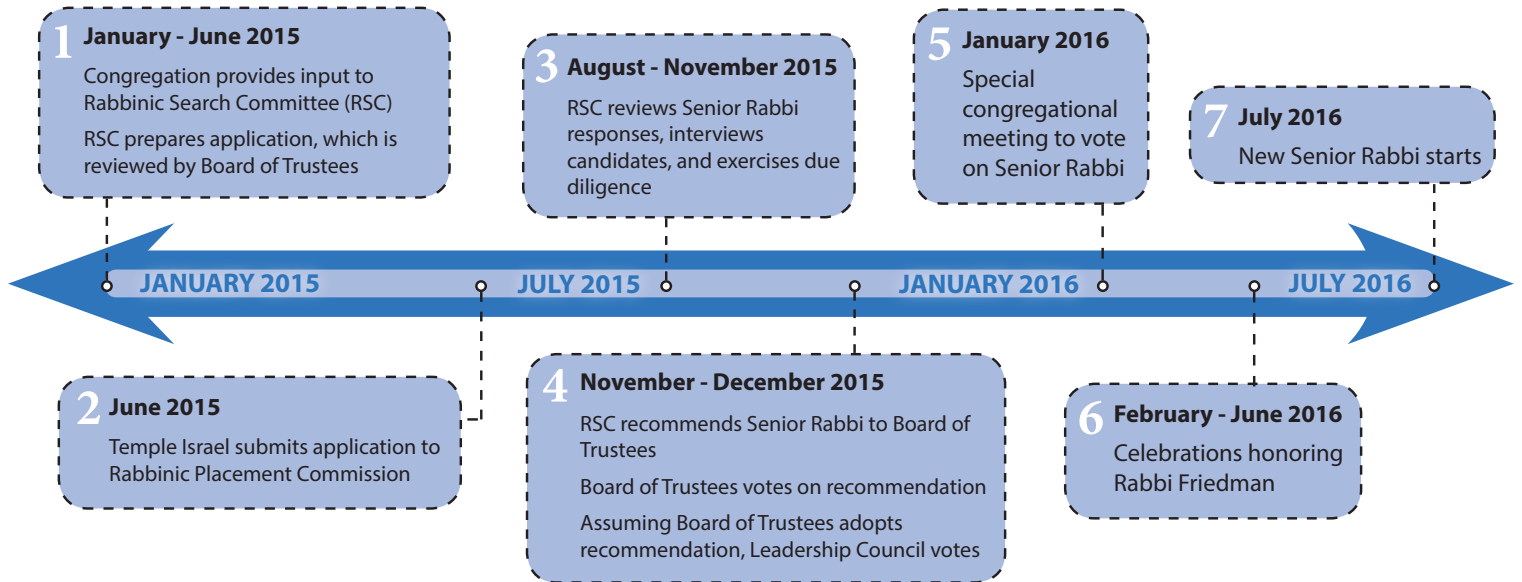 1
January - June 2015
Congregation provides input to
Rabbinic Search Committee (RSC)
RSC prepares application, which is
reviewed by Board of Trustees
3
August - November 2015
RSC reviews Senior Rabbi
responses, interviews
candidates, and exercises due
diligence
5
January 2016
Special
congregational
meeting to vote
on Senior Rabbi
7
July 2016
New Senior Rabbi starts
JANUARY 2015
JULY 2015
JANUARY 2016
JULY 2016
2
June 2015
Temple Israel submits application to
Rabbinic Placement Commission
4
November - December 2015
RSC recommends Senior Rabbi to Board of
Trustees
Board of Trustees votes on recommendation
Assuming Board of Trustees adopts
recommendation, Leadership Council votes
6
February - June 2016
Celebrations honoring
Rabbi Friedman